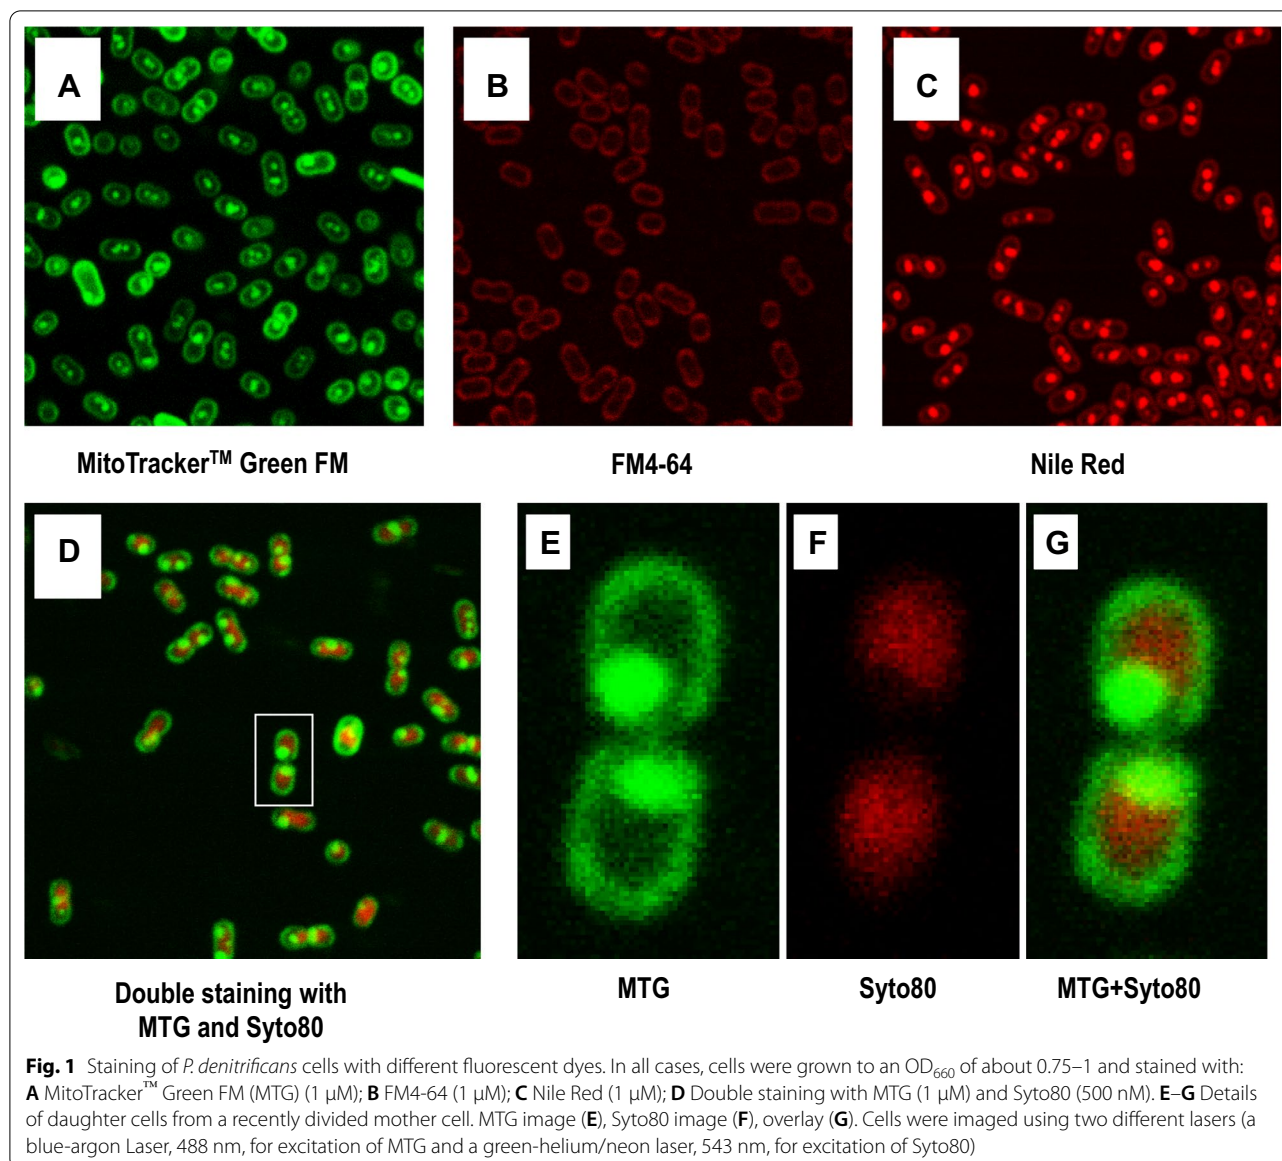 A
B
C
MitoTracker™ Green FM
FM4-64
Nile Red
D
E
F
G
Double staining with
MTG and Syto80
MTG
Syto80
MTG+Syto80
Fig. 1 Staining of P. denitrificans cells with different fluorescent dyes. In all cases, cells were grown to an OD660 of about 0.75–1 and stained with:
A MitoTracker™ Green FM (MTG) (1 µM); B FM4-64 (1 µM); C Nile Red (1 µM); D Double staining with MTG (1 µM) and Syto80 (500 nM). E–G Details
of daughter cells from a recently divided mother cell. MTG image (E), Syto80 image (F), overlay (G). Cells were imaged using two different lasers (a
blue-argon Laser, 488 nm, for excitation of MTG and a green-helium/neon laser, 543 nm, for excitation of Syto80)